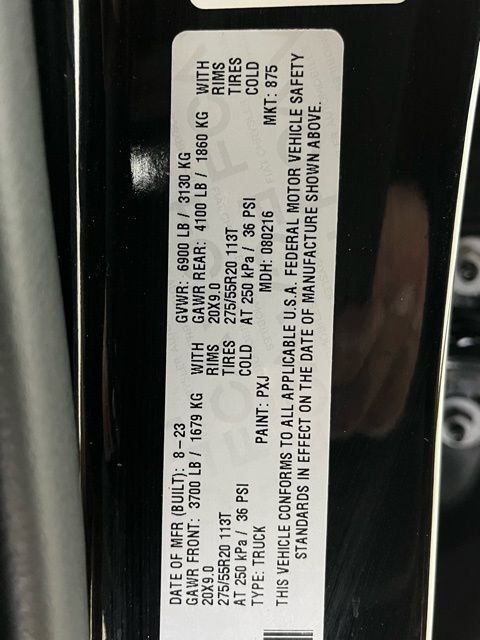 DATE OF MFR (BUILT): 8-23 GVWR: 6900 LB / 3130 KG
GAWR FRONT: 3700 LB / 1679 KG WITH GAWR REAR: 4100 LB / 1860 KG WITH
20X9.0 RIMS 20X9.0 RIMS
275/55R20 113T TIRES 275/55R20 113T TIRES
AT 250 kPa / 36 PSI COLD AT 250 kPa / 36 PSI COLD
TYPE: TRUCK PAINT: PXJ MDH: 080216 MKT: 875
THIS VEHICLE CONFORMS TO ALL APPLICABLE U.S.A. FEDERAL MOTOR VEHICLE SAFETY
STANDARDS IN EFFECT ON THE DATE OF MANUFACTURE SHOWN ABOVE.